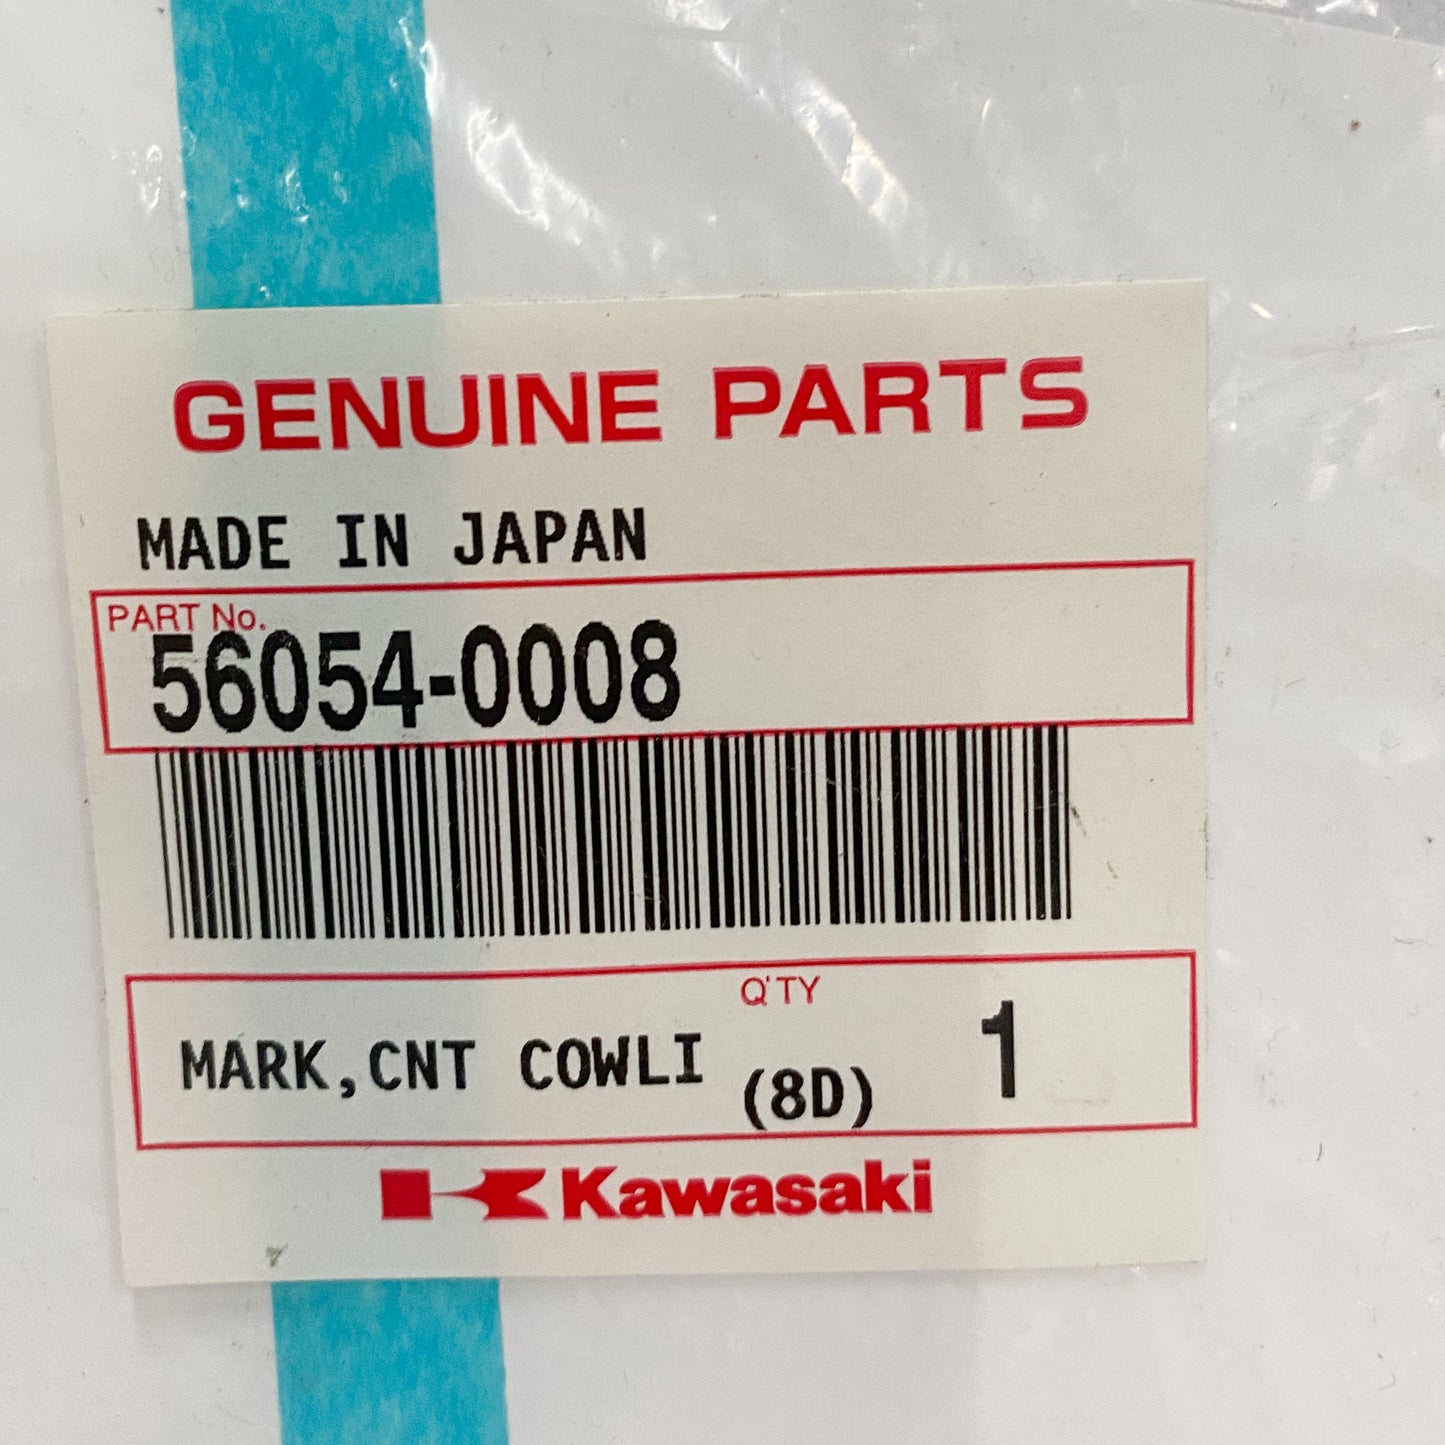 GENUINE PARTS
MADE IN JAPAN
PART No.
56054-0008
Q'TY
MARK,CNT COWLI (8D) 1
Kawasaki